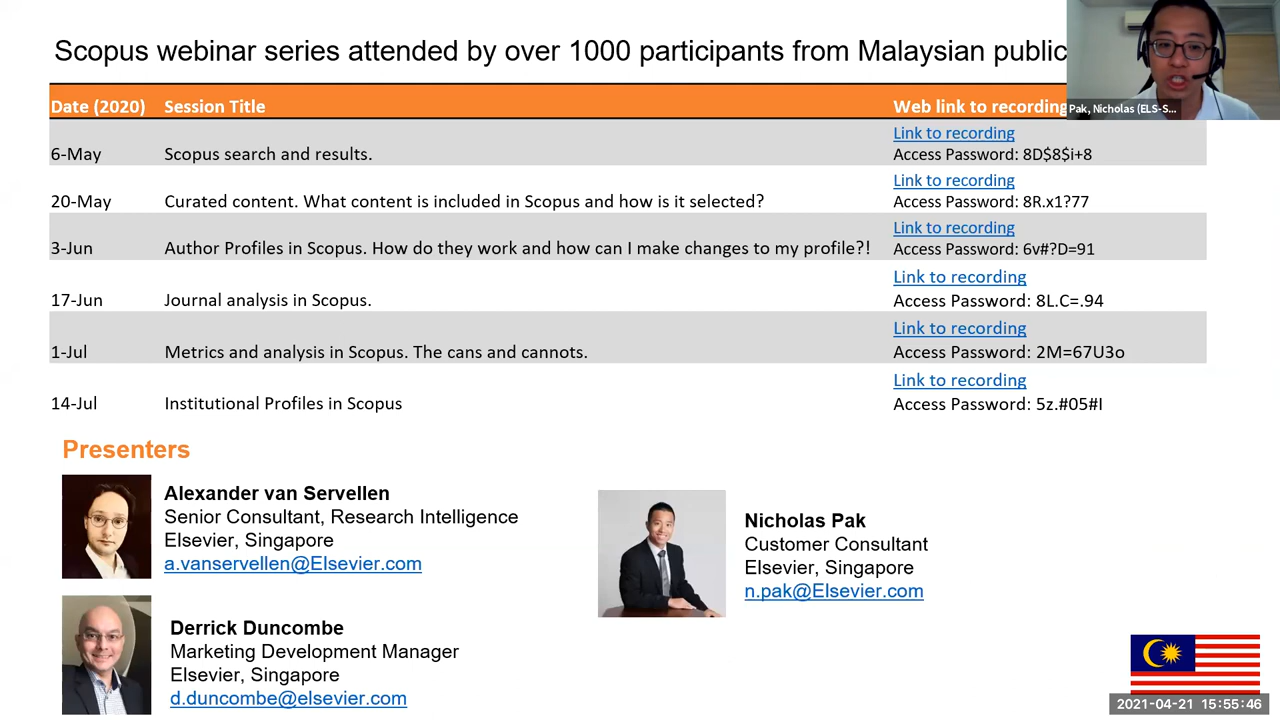 Scopus webinar series attended by over 1000 participants from Malaysian public
Date (2020) Session Title Web link to recording
Pak, Nicholas (ELS-S...
6-May Scopus search and results. Link to recording
Access Password: 8D$8$i+8
20-May Curated content. What content is included in Scopus and how is it selected? Link to recording
Access Password: 8R.x1?77
3-Jun Author Profiles in Scopus. How do they work and how can I make changes to my profile?! Link to recording
Access Password: 6v#?D=91
17-Jun Journal analysis in Scopus. Link to recording
Access Password: 8L.C=.94
1-Jul Metrics and analysis in Scopus. The cans and cannots. Link to recording
Access Password: 2M=67U3o
14-Jul Institutional Profiles in Scopus Link to recording
Access Password: 5z.#05#I
Presenters
Alexander van Servellen
Senior Consultant, Research Intelligence
Elsevier, Singapore
a.vanservellen@Elsevier.com
Nicholas Pak
Customer Consultant
Elsevier, Singapore
n.pak@Elsevier.com
Derrick Duncombe
Marketing Development Manager
Elsevier, Singapore
d.duncombe@elsevier.com
2021-04-21 15:55:46